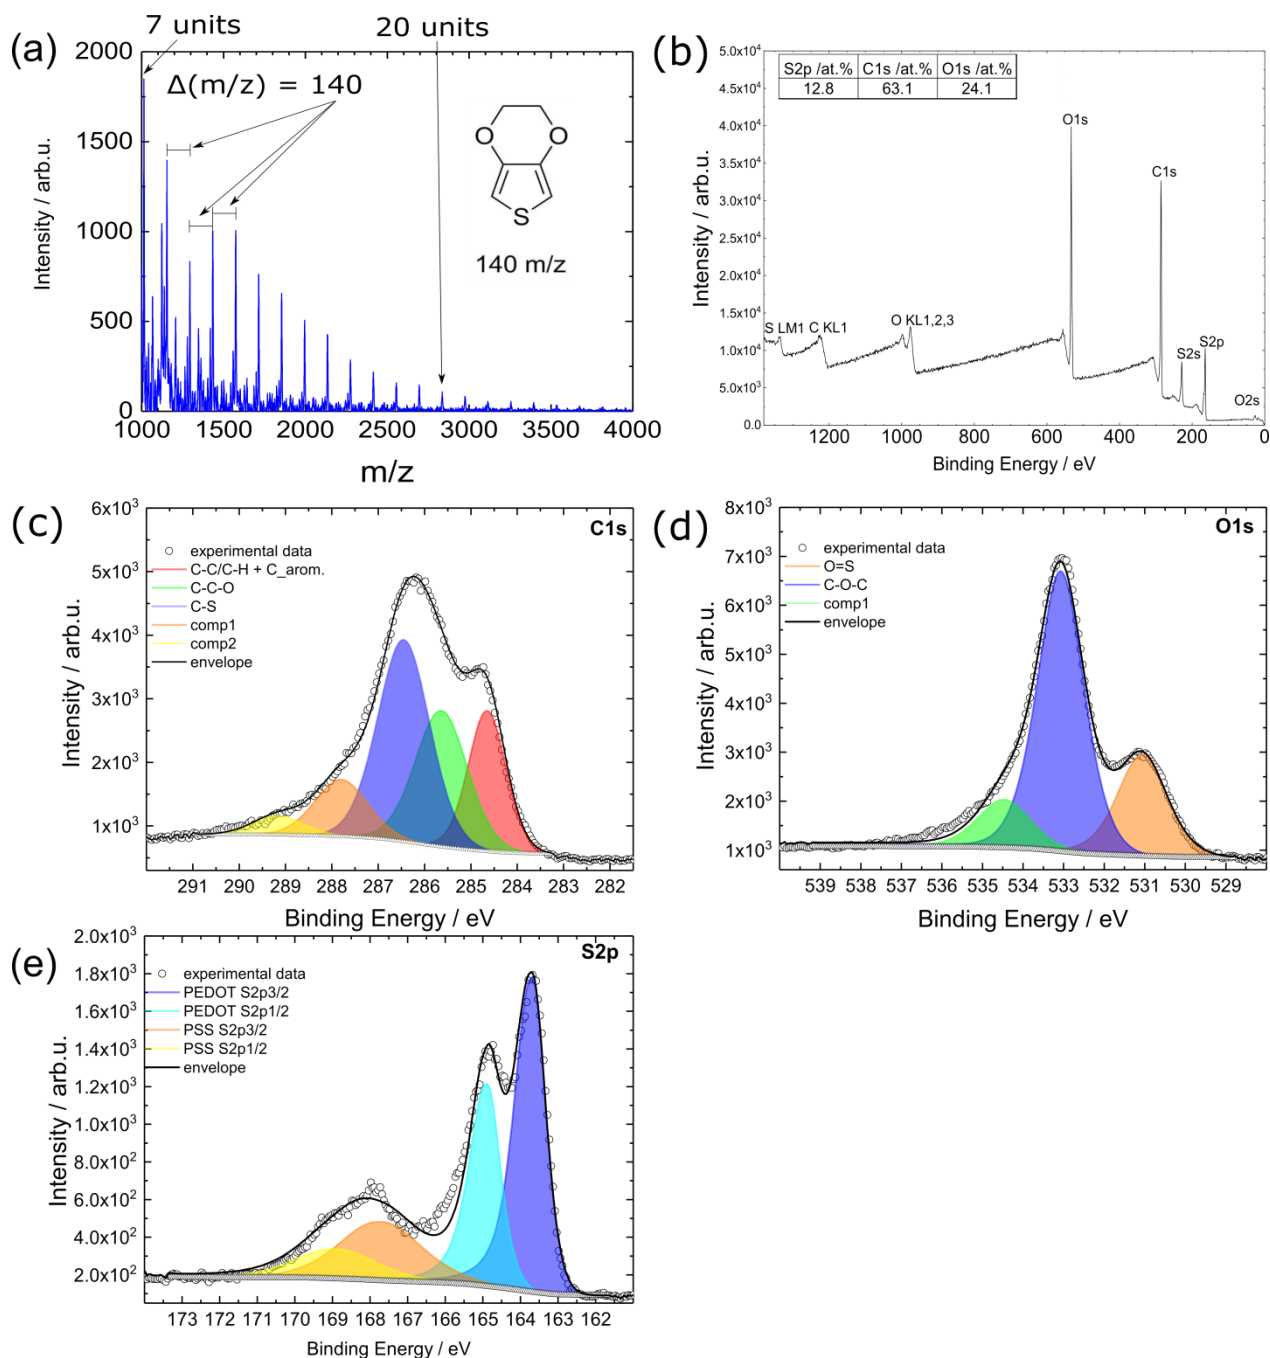 (a)
7 units
20 units
Δ(m/z) = 140
O
O
S
140 m/z
Intensity / arb.u.
2000
1500
1000
500
0
1000 1500 2000 2500 3000 3500 4000
m/z
(b)
S2p /at.% C1s /at.% O1s /at.%
12.8 63.1 24.1
Intensity / arb.u.
5.0x10⁴
4.5x10⁴
4.0x10⁴
3.5x10⁴
3.0x10⁴
2.5x10⁴
2.0x10⁴
1.5x10⁴
1.0x10⁴
5.0x10³
0.0
O1s
C1s
S LM1 C KL1
O KL1,2,3
S2s
S2p
O2s
1200 1000 800 600 400 200 0
Binding Energy / eV
(c)
C1s
experimental data
C-C/C-H + C_arom.
C-C-O
C-S
comp1
comp2
envelope
Intensity / arb.u.
6x10³
5x10³
4x10³
3x10³
2x10³
1x10³
291 290 289 288 287 286 285 284 283 282
Binding Energy / eV
(d)
O1s
experimental data
O=S
C-O-C
comp1
envelope
Intensity / arb.u.
8x10³
7x10³
6x10³
5x10³
4x10³
3x10³
2x10³
1x10³
539 538 537 536 535 534 533 532 531 530 529
Binding Energy / eV
(e)
S2p
experimental data
PEDOT S2p3/2
PEDOT S2p1/2
PSS S2p3/2
PSS S2p1/2
envelope
Intensity / arb.u.
2.0x10³
1.8x10³
1.6x10³
1.4x10³
1.2x10³
1.0x10³
8.0x10²
6.0x10²
4.0x10²
2.0x10²
173 172 171 170 169 168 167 166 165 164 163 162
Binding Energy / eV